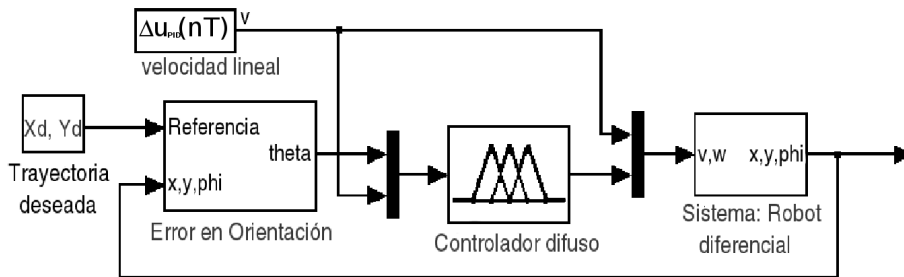 Δu_PID(nT)
v
velocidad lineal
Xd, Yd
Trayectoria
deseada
Referencia
theta
x,y,phi
Error en Orientación
Controlador difuso
v,w
x,y,phi
Sistema: Robot
diferencial